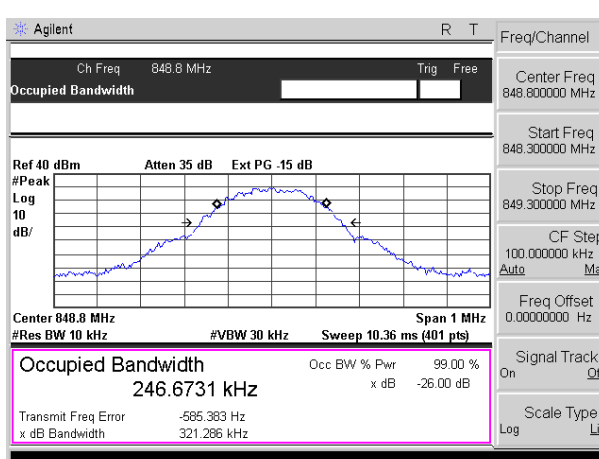 Agilent R T
Freq/Channel
Ch Freq 848.8 MHz Trig Free
Occupied Bandwidth
Center Freq
848.800000 MHz
Start Freq
848.300000 MHz
Ref 40 dBm Atten 35 dB Ext PG -15 dB
#Peak
Log
10
dB/
Stop Freq
849.300000 MHz
CF Step
100.000000 kHz
Auto Ma
Center 848.8 MHz Span 1 MHz
#Res BW 10 kHz #VBW 30 kHz Sweep 10.36 ms (401 pts)
Freq Offset
0.00000000 Hz
Occupied Bandwidth Occ BW % Pwr 99.00 %
246.6731 kHz x dB -26.00 dB
Transmit Freq Error -585.383 Hz
x dB Bandwidth 321.286 kHz
Signal Track
On Of
Scale Type
Log Li